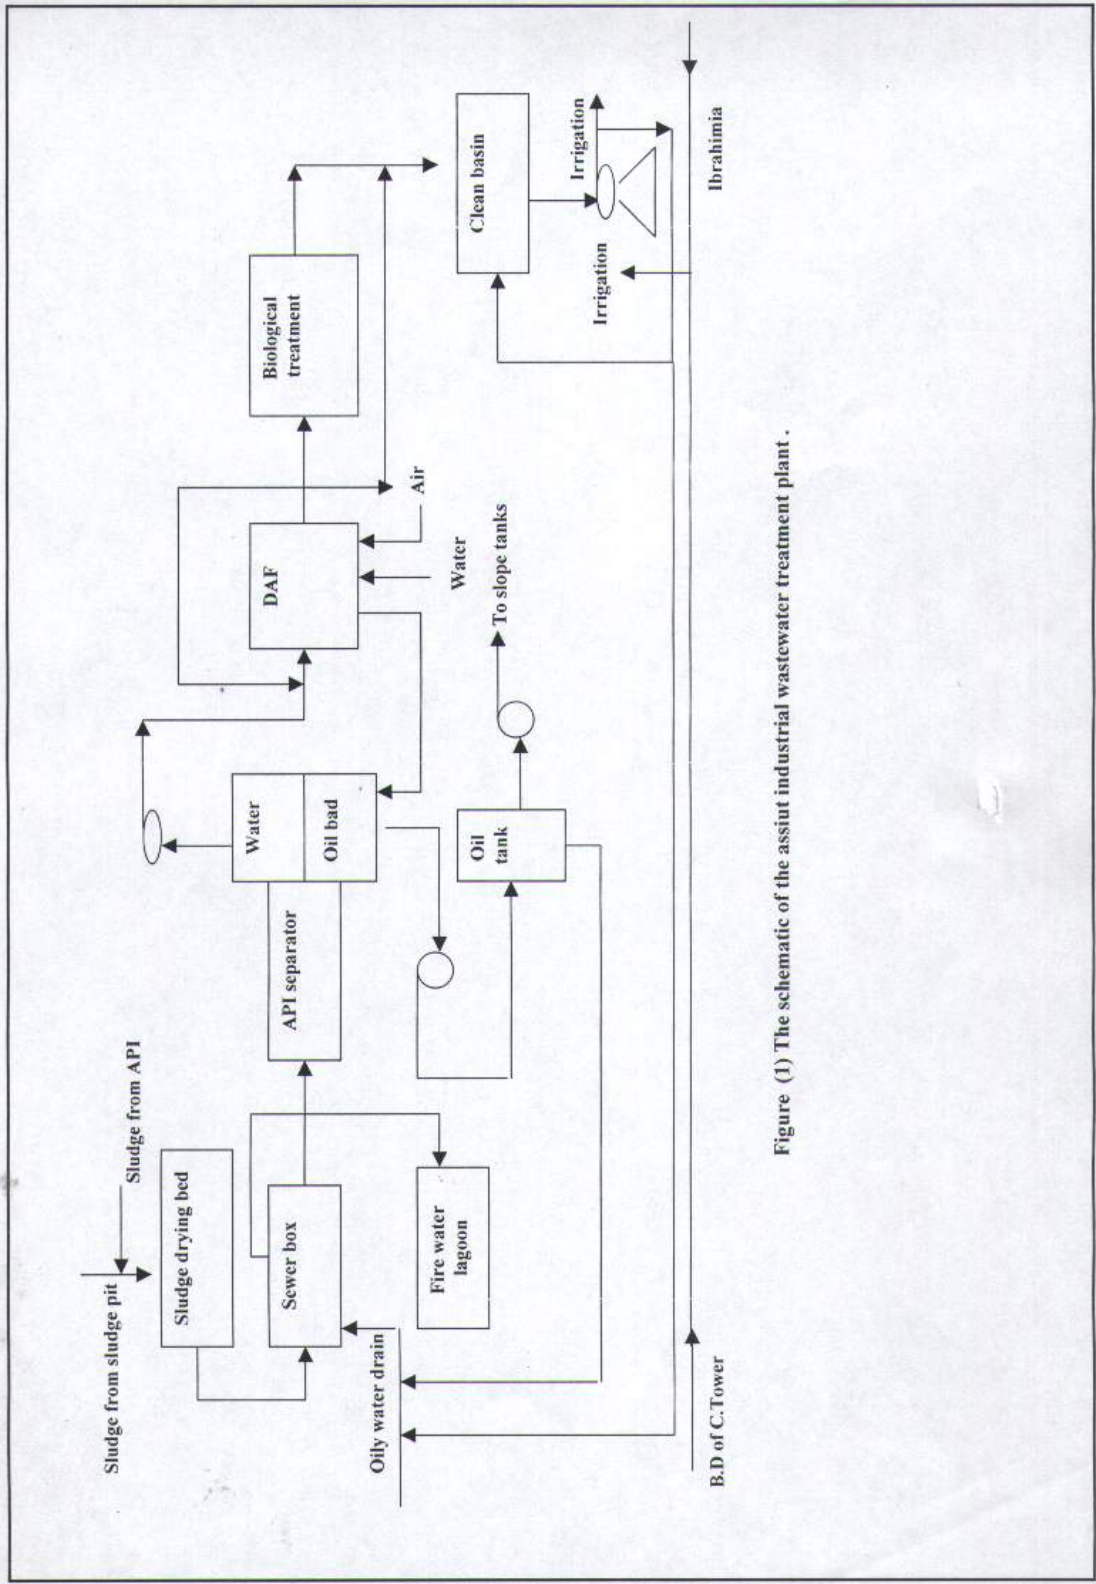 Sludge from sludge pit
Sludge from API
Sludge drying bed
Sewer box
Fire water
lagoon
Oily water drain
API separator
Water
Oil bad
Oil
tank
To slope tanks
DAF
Water
Air
Biological
treatment
Clean basin
Irrigation
Irrigation
Ibrahimia
B.D of C.Tower
Figure (1) The schematic of the assiut industrial wastewater treatment plant .